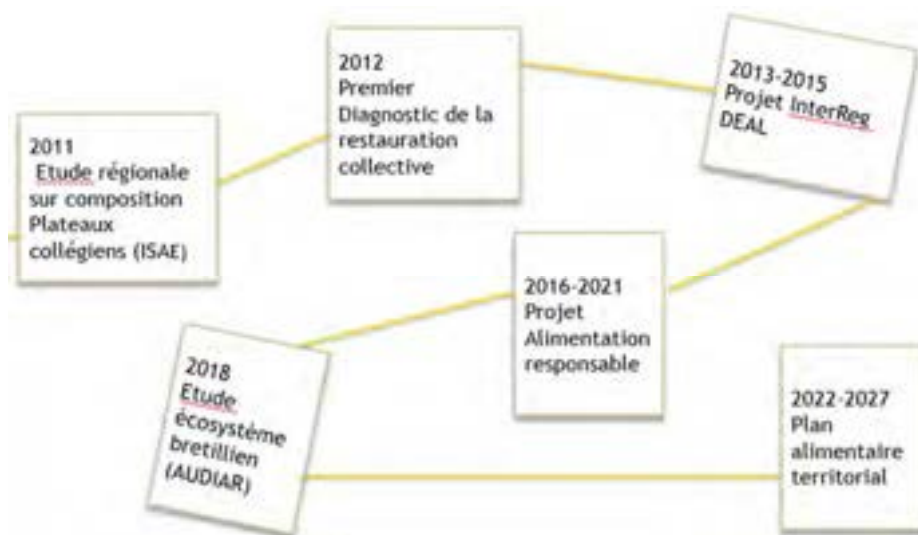 2011
Etude régionale
sur composition
Plateaux
collégiens (ISAE)
2012
Premier
Diagnostic de la
restauration
collective
2013-2015
Projet InterReg
DEAL
2016-2021
Projet
Alimentation
responsable
2018
Etude
écosystéme
bretillien
(AUDIAR)
2022-2027
Plan
alimentaire
territorial